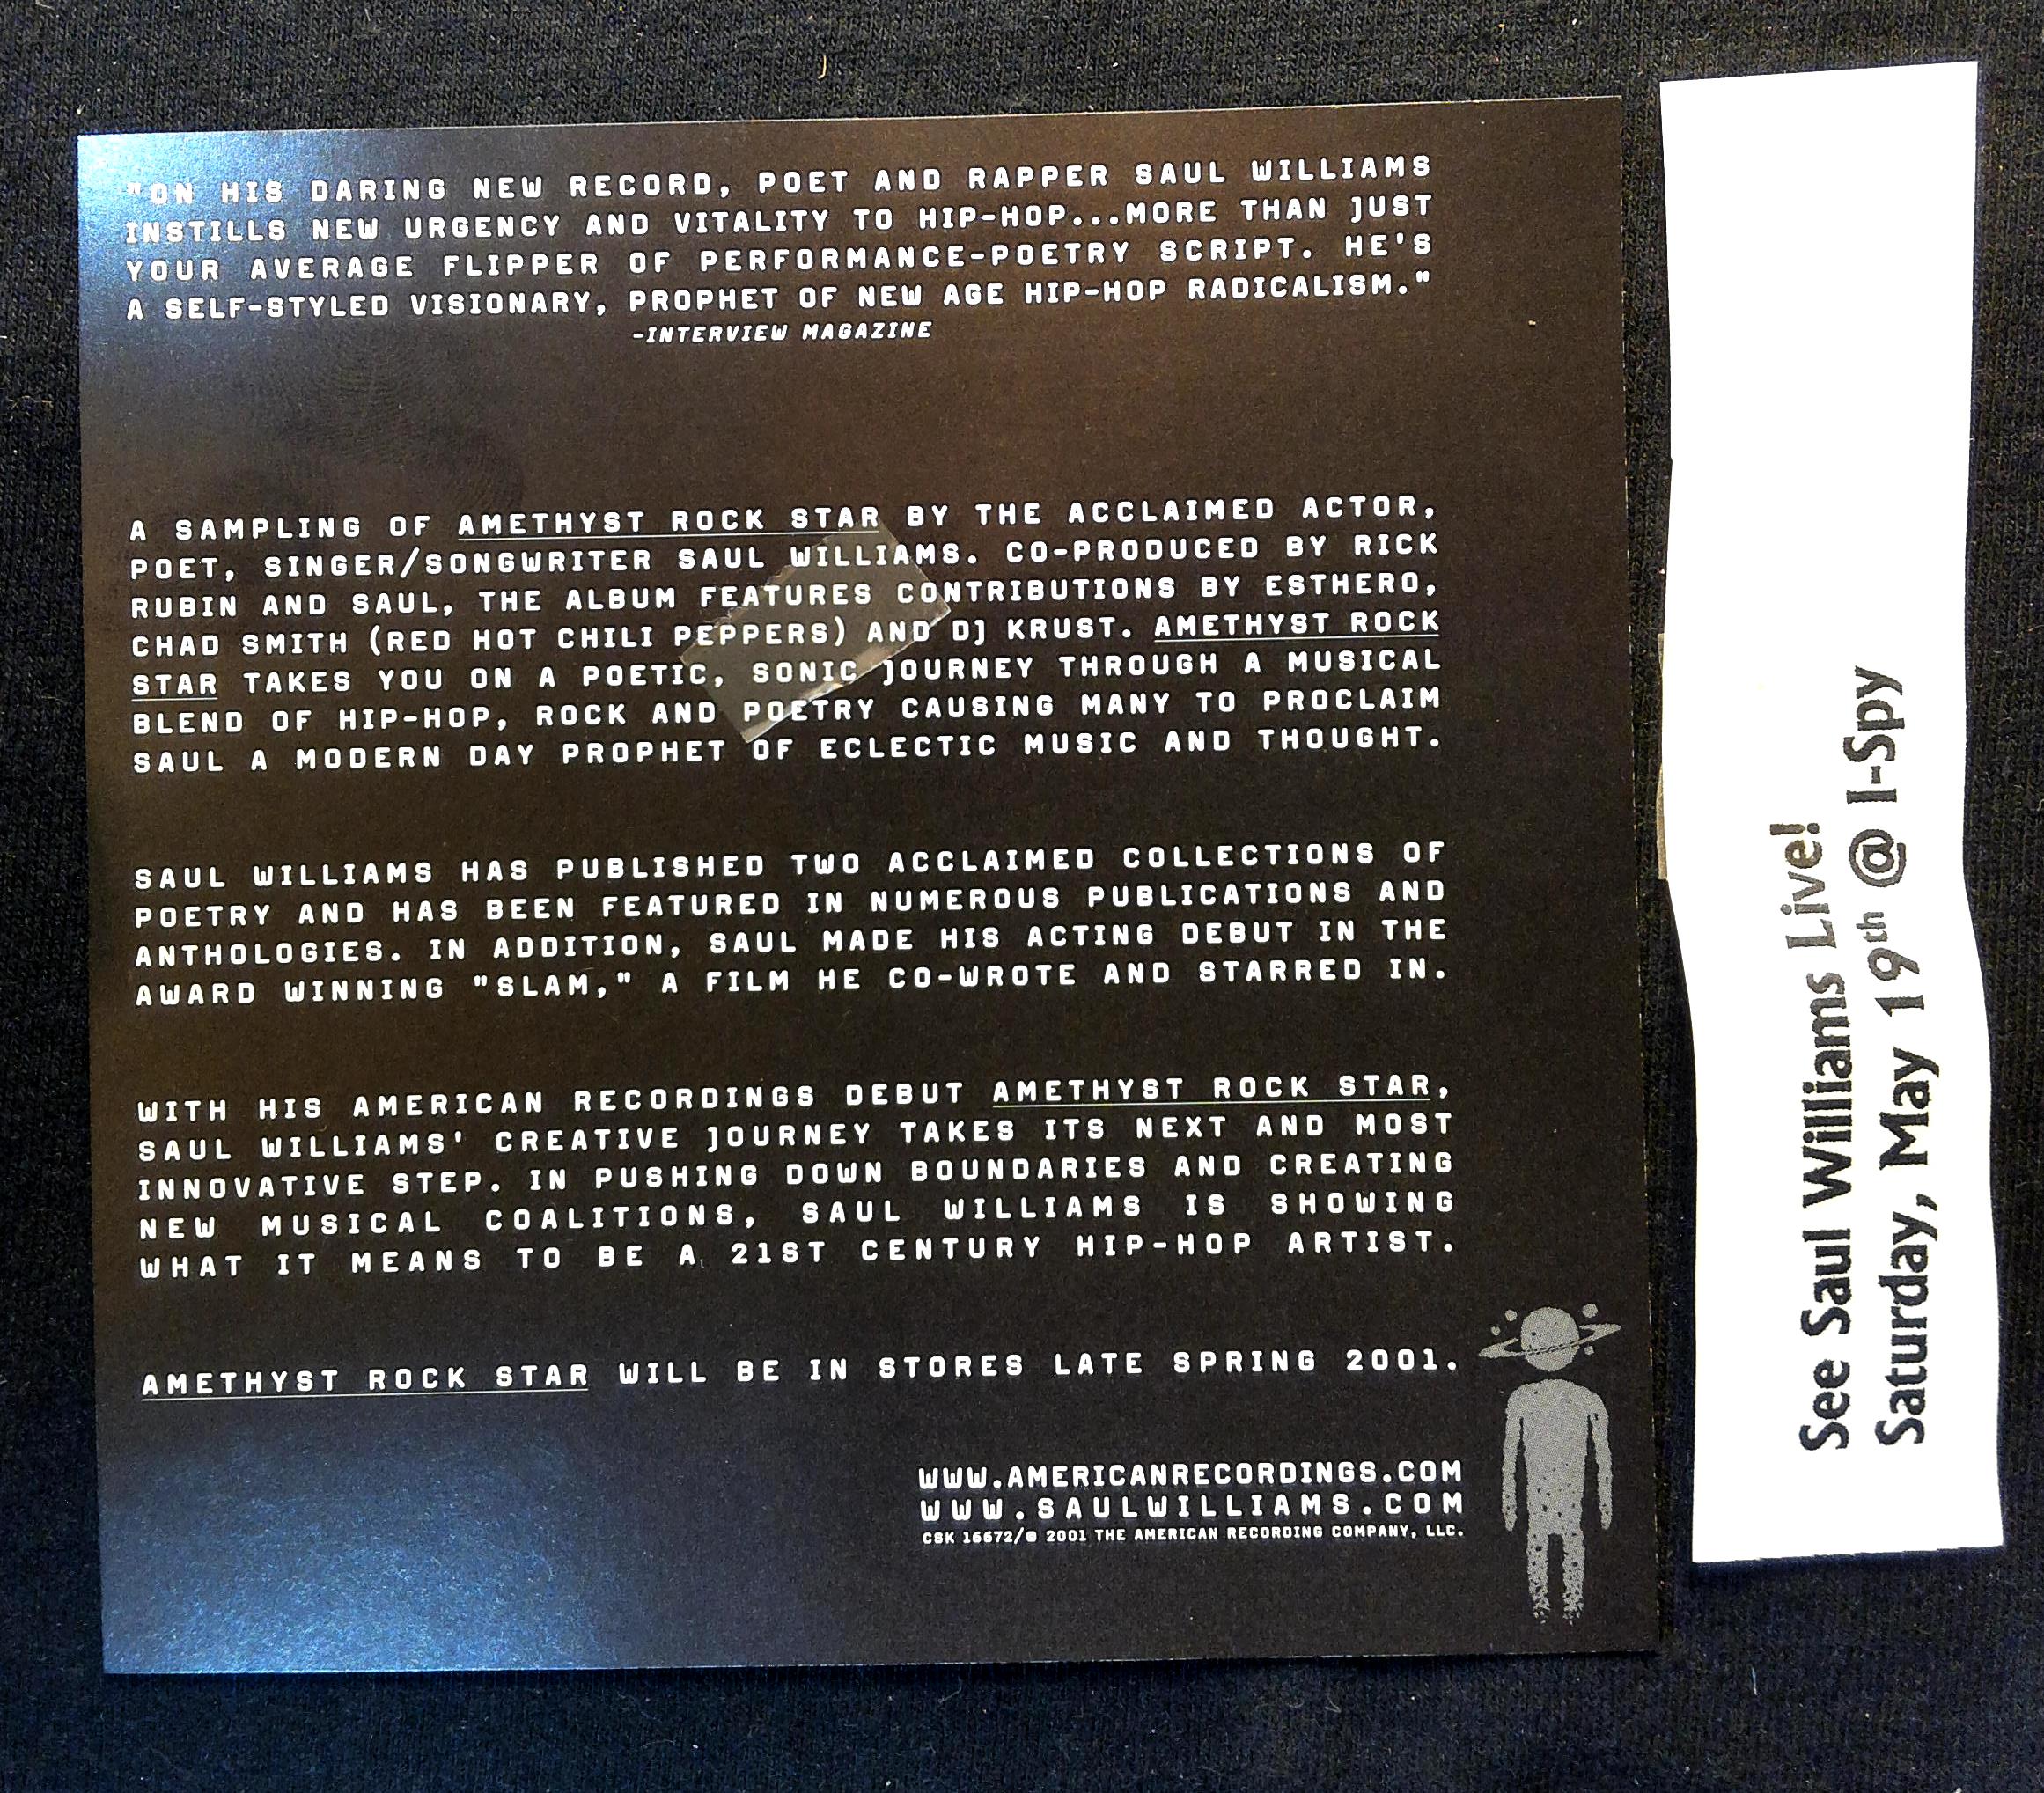 "ON HIS DARING NEW RECORD, POET AND RAPPER SAUL WILLIAMS
INSTILLS NEW URGENCY AND VITALITY TO HIP-HOP...MORE THAN JUST
YOUR AVERAGE FLIPPER OF PERFORMANCE-POETRY SCRIPT. HE'S
A SELF-STYLED VISIONARY, PROPHET OF NEW AGE HIP-HOP RADICALISM."
-INTERVIEW MAGAZINE
A SAMPLING OF AMETHYST ROCK STAR BY THE ACCLAIMED ACTOR,
POET, SINGER/SONGWRITER SAUL WILLIAMS. CO-PRODUCED BY RICK
RUBIN AND SAUL, THE ALBUM FEATURES CONTRIBUTIONS BY ESTHERO,
CHAD SMITH (RED HOT CHILI PEPPERS) AND DJ KRUST. AMETHYST ROCK
STAR TAKES YOU ON A POETIC, SONIC JOURNEY THROUGH A MUSICAL
BLEND OF HIP-HOP, ROCK AND POETRY CAUSING MANY TO PROCLAIM
SAUL A MODERN DAY PROPHET OF ECLECTIC MUSIC AND THOUGHT.
SAUL WILLIAMS HAS PUBLISHED TWO ACCLAIMED COLLECTIONS OF
POETRY AND HAS BEEN FEATURED IN NUMEROUS PUBLICATIONS AND
ANTHOLOGIES. IN ADDITION, SAUL MADE HIS ACTING DEBUT IN THE
AWARD WINNING "SLAM," A FILM HE CO-WROTE AND STARRED IN.
WITH HIS AMERICAN RECORDINGS DEBUT AMETHYST ROCK STAR,
SAUL WILLIAMS' CREATIVE JOURNEY TAKES ITS NEXT AND MOST
INNOVATIVE STEP. IN PUSHING DOWN BOUNDARIES AND CREATING
NEW MUSICAL COALITIONS, SAUL WILLIAMS IS SHOWING
WHAT IT MEANS TO BE A 21ST CENTURY HIP-HOP ARTIST.
AMETHYST ROCK STAR WILL BE IN STORES LATE SPRING 2001.
WWW.AMERICANRECORDINGS.COM
WWW.SAULWILLIAMS.COM
CSK 16672/℗ 2001 THE AMERICAN RECORDING COMPANY, LLC.
See Saul Williams Live!
Saturday, May 19th @ I-Spy